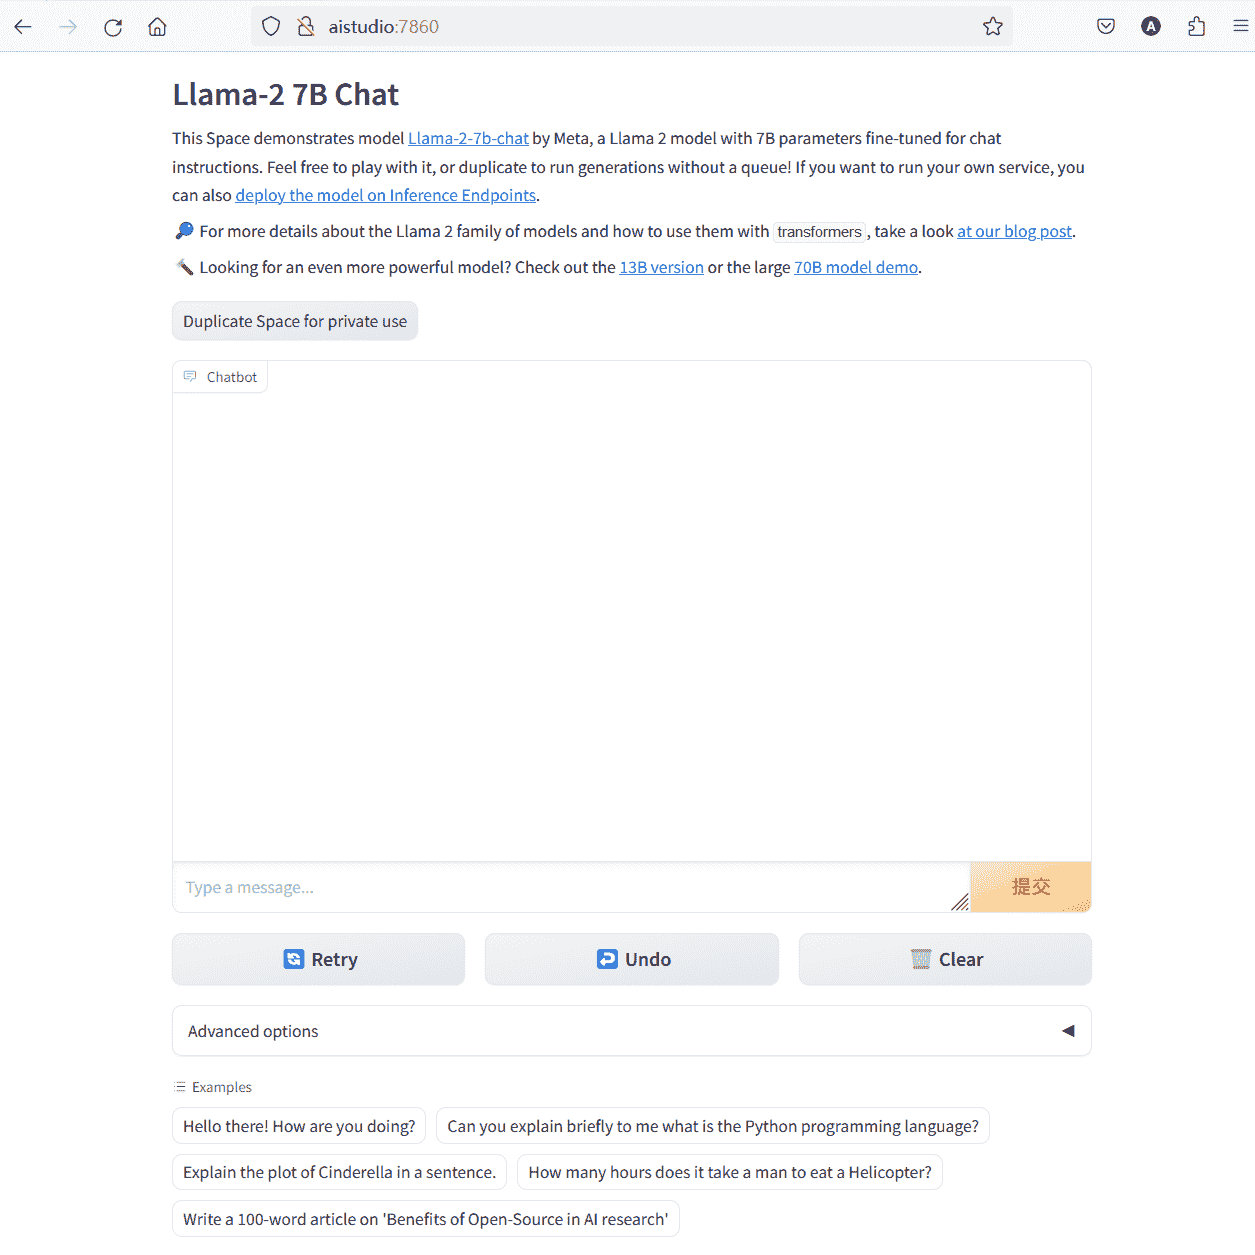 aistudio:7860
A
Llama-2 7B Chat
This Space demonstrates model Llama-2-7b-chat by Meta, a Llama 2 model with 7B parameters fine-tuned for chat
instructions. Feel free to play with it, or duplicate to run generations without a queue! If you want to run your own service, you
can also deploy the model on Inference Endpoints.
🔎 For more details about the Llama 2 family of models and how to use them with transformers, take a look at our blog post.
🔨 Looking for an even more powerful model? Check out the 13B version or the large 70B model demo.
Duplicate Space for private use
Chatbot
Type a message...
提交
Retry
Undo
Clear
Advanced options
Examples
Hello there! How are you doing?
Can you explain briefly to me what is the Python programming language?
Explain the plot of Cinderella in a sentence.
How many hours does it take a man to eat a Helicopter?
Write a 100-word article on 'Benefits of Open-Source in AI research'